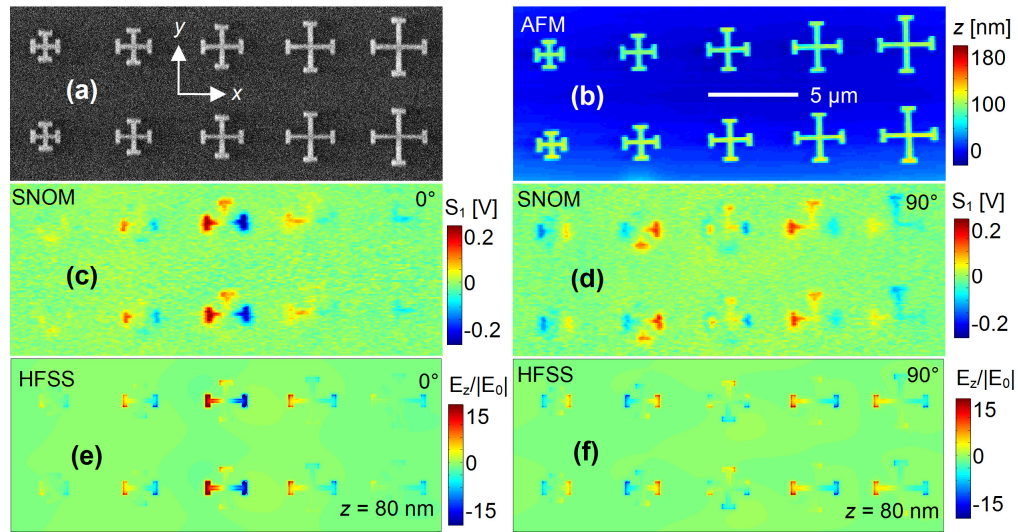 y
x
(a)
AFM
(b)
5 µm
z [nm]
180
100
0
SNOM
0°
(c)
S₁ [V]
0.2
0
-0.2
SNOM
90°
(d)
S₁ [V]
0.2
0
-0.2
HFSS
0°
(e)
z = 80 nm
E_z/|E₀|
15
0
-15
HFSS
90°
(f)
z = 80 nm
E_z/|E₀|
15
0
-15